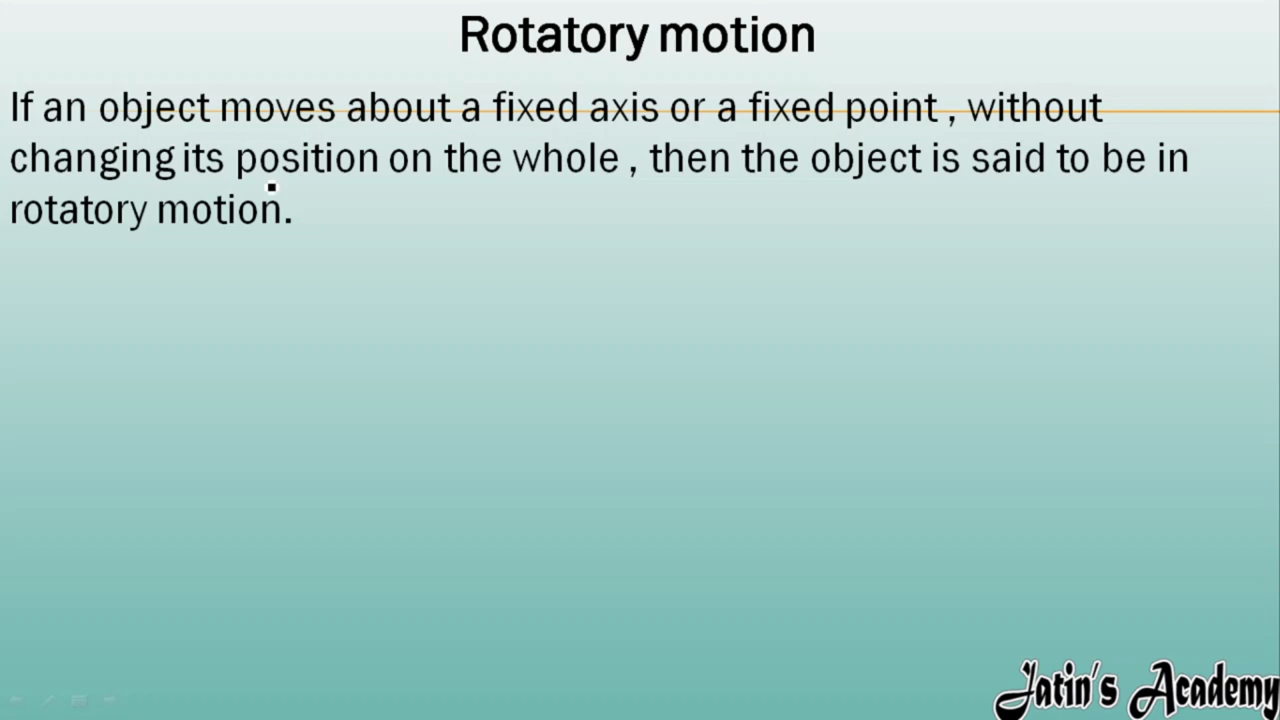 Rotatory motion
If an object moves about a fixed axis or a fixed point , without
changing its position on the whole , then the object is said to be in
rotatory motion.
Jatin's Academy